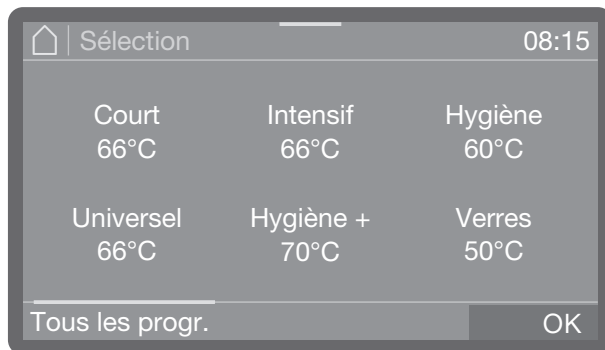 Sélection 08:15
Court Intensif Hygiène
66°C 66°C 60°C
Universel Hygiène + Verres
66°C 70°C 50°C
Tous les progr. OK